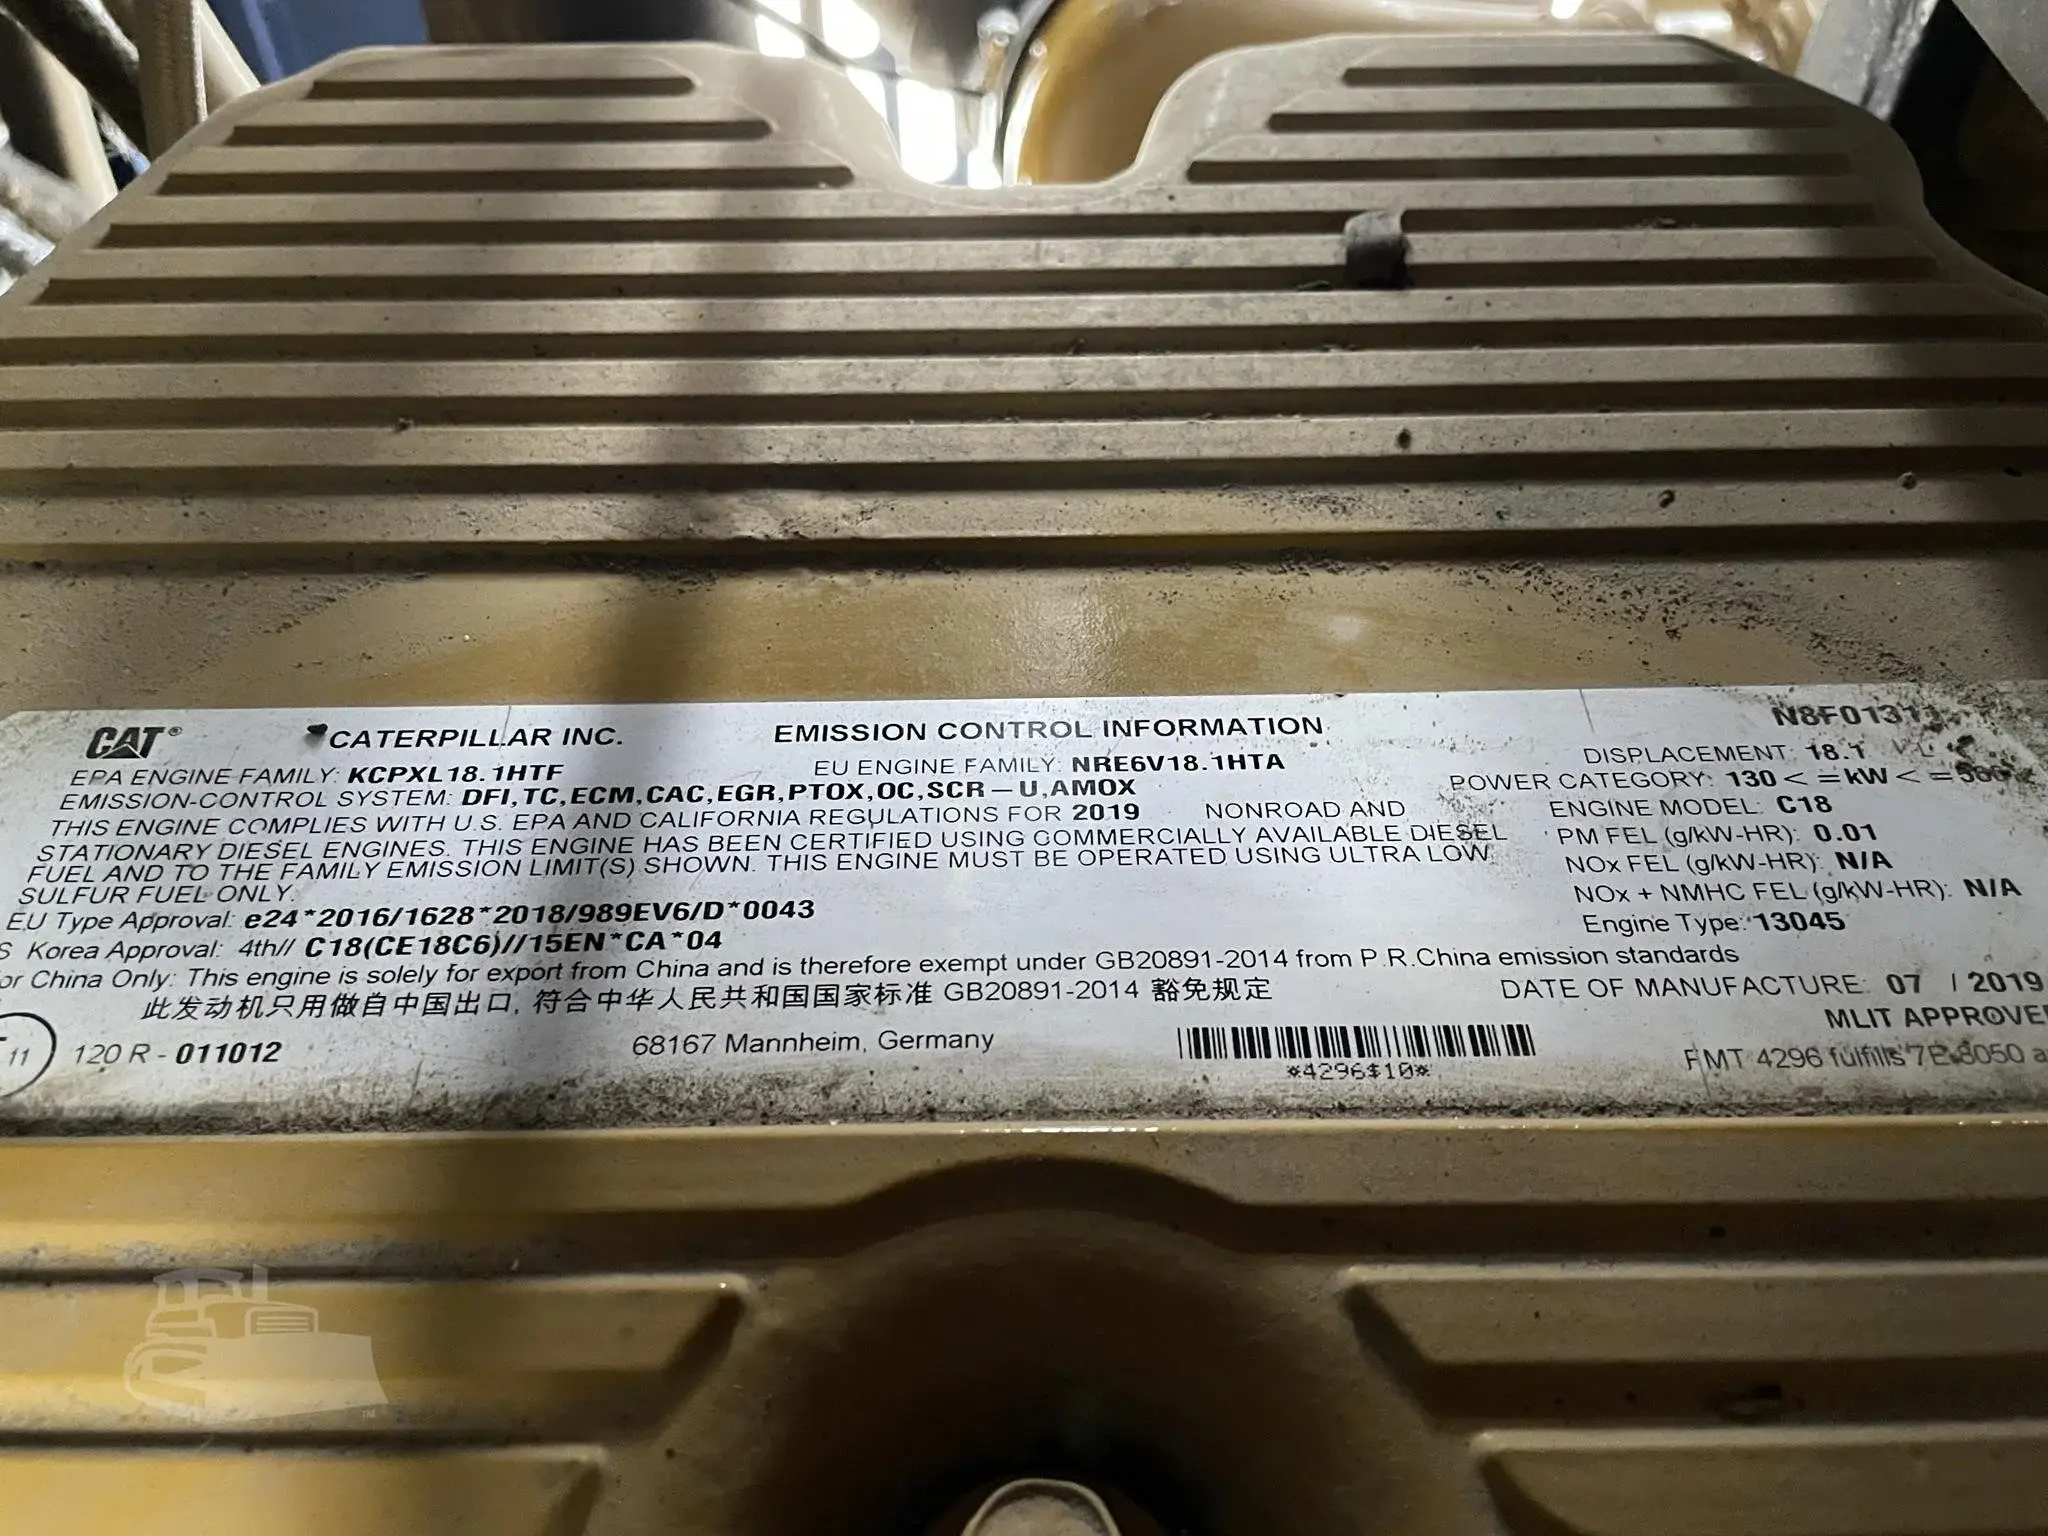 CAT® CATERPILLAR INC. EMISSION CONTROL INFORMATION N8F01311
EPA ENGINE FAMILY: KCPXL18.1HTF EU ENGINE FAMILY: NRE6V18.1HTA DISPLACEMENT: 18.1
EMISSION-CONTROL SYSTEM: DFI,TC,ECM,CAC,EGR,PTOX,OC,SCR-U,AMOX POWER CATEGORY: 130 < =kW < =560
THIS ENGINE COMPLIES WITH U.S. EPA AND CALIFORNIA REGULATIONS FOR 2019 NONROAD AND ENGINE MODEL: C18
STATIONARY DIESEL ENGINES. THIS ENGINE HAS BEEN CERTIFIED USING COMMERCIALLY AVAILABLE DIESEL PM FEL (g/kW-HR): 0.01
FUEL AND TO THE FAMILY EMISSION LIMIT(S) SHOWN. THIS ENGINE MUST BE OPERATED USING ULTRA LOW NOx FEL (g/kW-HR): N/A
SULFUR FUEL ONLY. NOx + NMHC FEL (g/kW-HR): N/A
EU Type Approval: e24*2016/1628*2018/989EV6/D*0043 Engine Type: 13045
S Korea Approval: 4th// C18(CE18C6)//15EN*CA*04
or China Only: This engine is solely for export from China and is therefore exempt under GB20891-2014 from P.R.China emission standards
此发动机只用做自中国出口, 符合中华人民共和国国家标准 GB20891-2014 豁免规定 DATE OF MANUFACTURE: 07 / 2019
MLIT APPROVE
11 120 R - 011012 68167 Mannheim, Germany *4296$10* FMT 4296 fulfills 7E-8050 a
TM